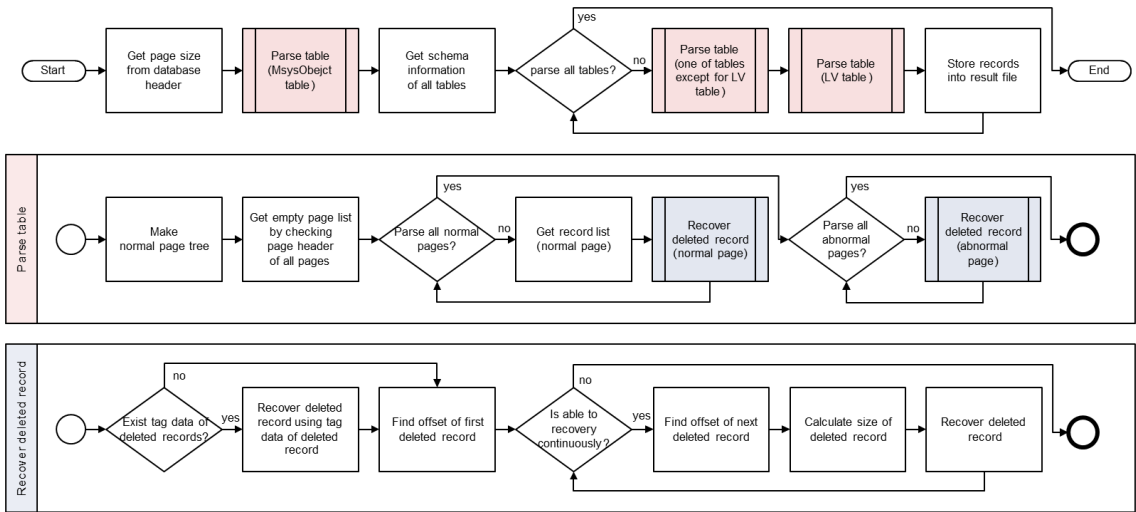 yes
Start
Get page size
from database
header
Parse table
(MsysObejct
table)
Get schema
information
of all tables
parse all tables?
no
Parse table
(one of tables
except for LV
table)
Parse table
(LV table)
Store records
into result file
End
Parse table
Make
normal page tree
Get empty page list
by checking
page header
of all pages
yes
Parse all normal
pages?
no
Get record list
(normal page)
Recover
deleted record
(normal page)
yes
Parse all
abnormal
pages?
no
Recover
deleted record
(abnormal
page)
Recover deleted record
no
Exist tag data of
deleted records?
yes
Recover deleted
record using tag
data of deleted
record
Find offset of first
deleted record
no
Is able to
recovery
continuously?
yes
Find offset of next
deleted record
Calculate size of
deleted record
Recover deleted
record